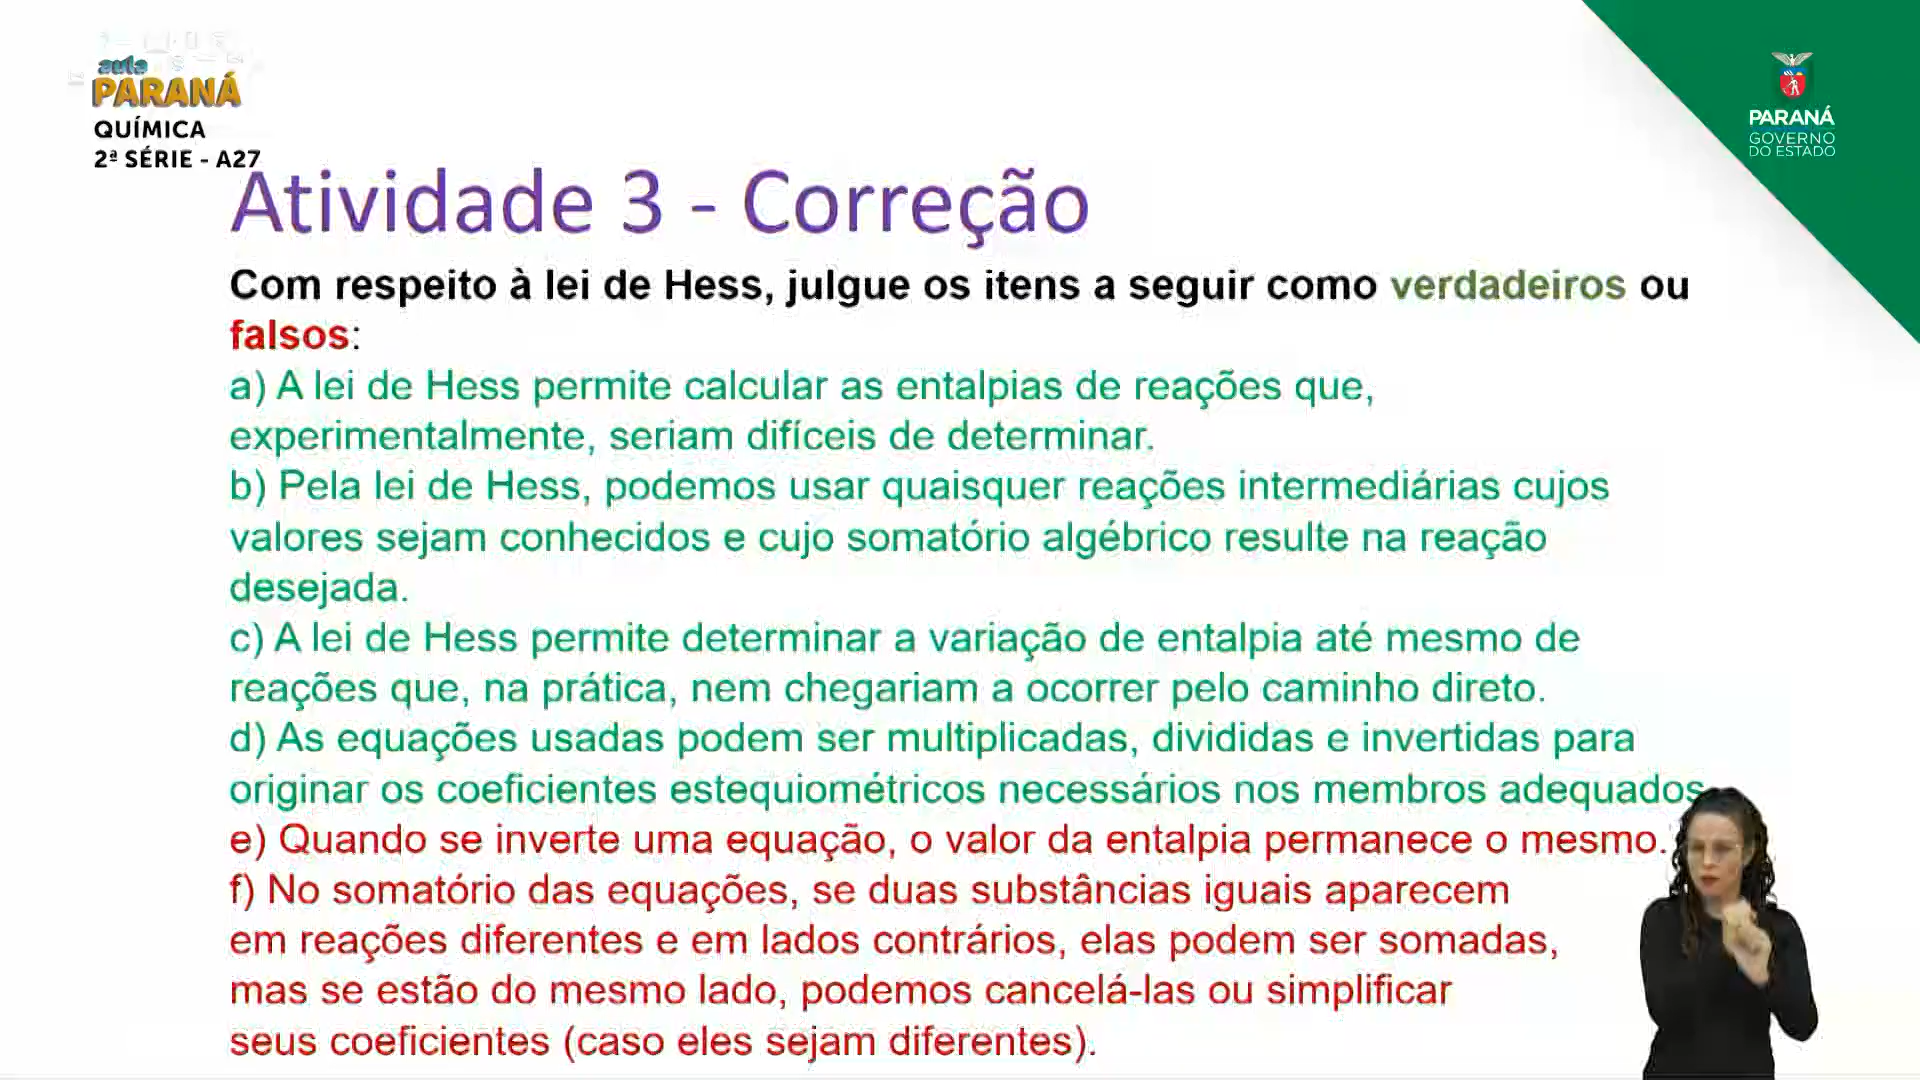 aula
PARANÁ
QUÍMICA
2ª SÉRIE - A27
PARANÁ
GOVERNO
DO ESTADO
Atividade 3 - Correção
Com respeito à lei de Hess, julgue os itens a seguir como verdadeiros ou
falsos:
a) A lei de Hess permite calcular as entalpias de reações que,
experimentalmente, seriam difíceis de determinar.
b) Pela lei de Hess, podemos usar quaisquer reações intermediárias cujos
valores sejam conhecidos e cujo somatório algébrico resulte na reação
desejada.
c) A lei de Hess permite determinar a variação de entalpia até mesmo de
reações que, na prática, nem chegariam a ocorrer pelo caminho direto.
d) As equações usadas podem ser multiplicadas, divididas e invertidas para
originar os coeficientes estequiométricos necessários nos membros adequados
e) Quando se inverte uma equação, o valor da entalpia permanece o mesmo.
f) No somatório das equações, se duas substâncias iguais aparecem
em reações diferentes e em lados contrários, elas podem ser somadas,
mas se estão do mesmo lado, podemos cancelá-las ou simplificar
seus coeficientes (caso eles sejam diferentes).